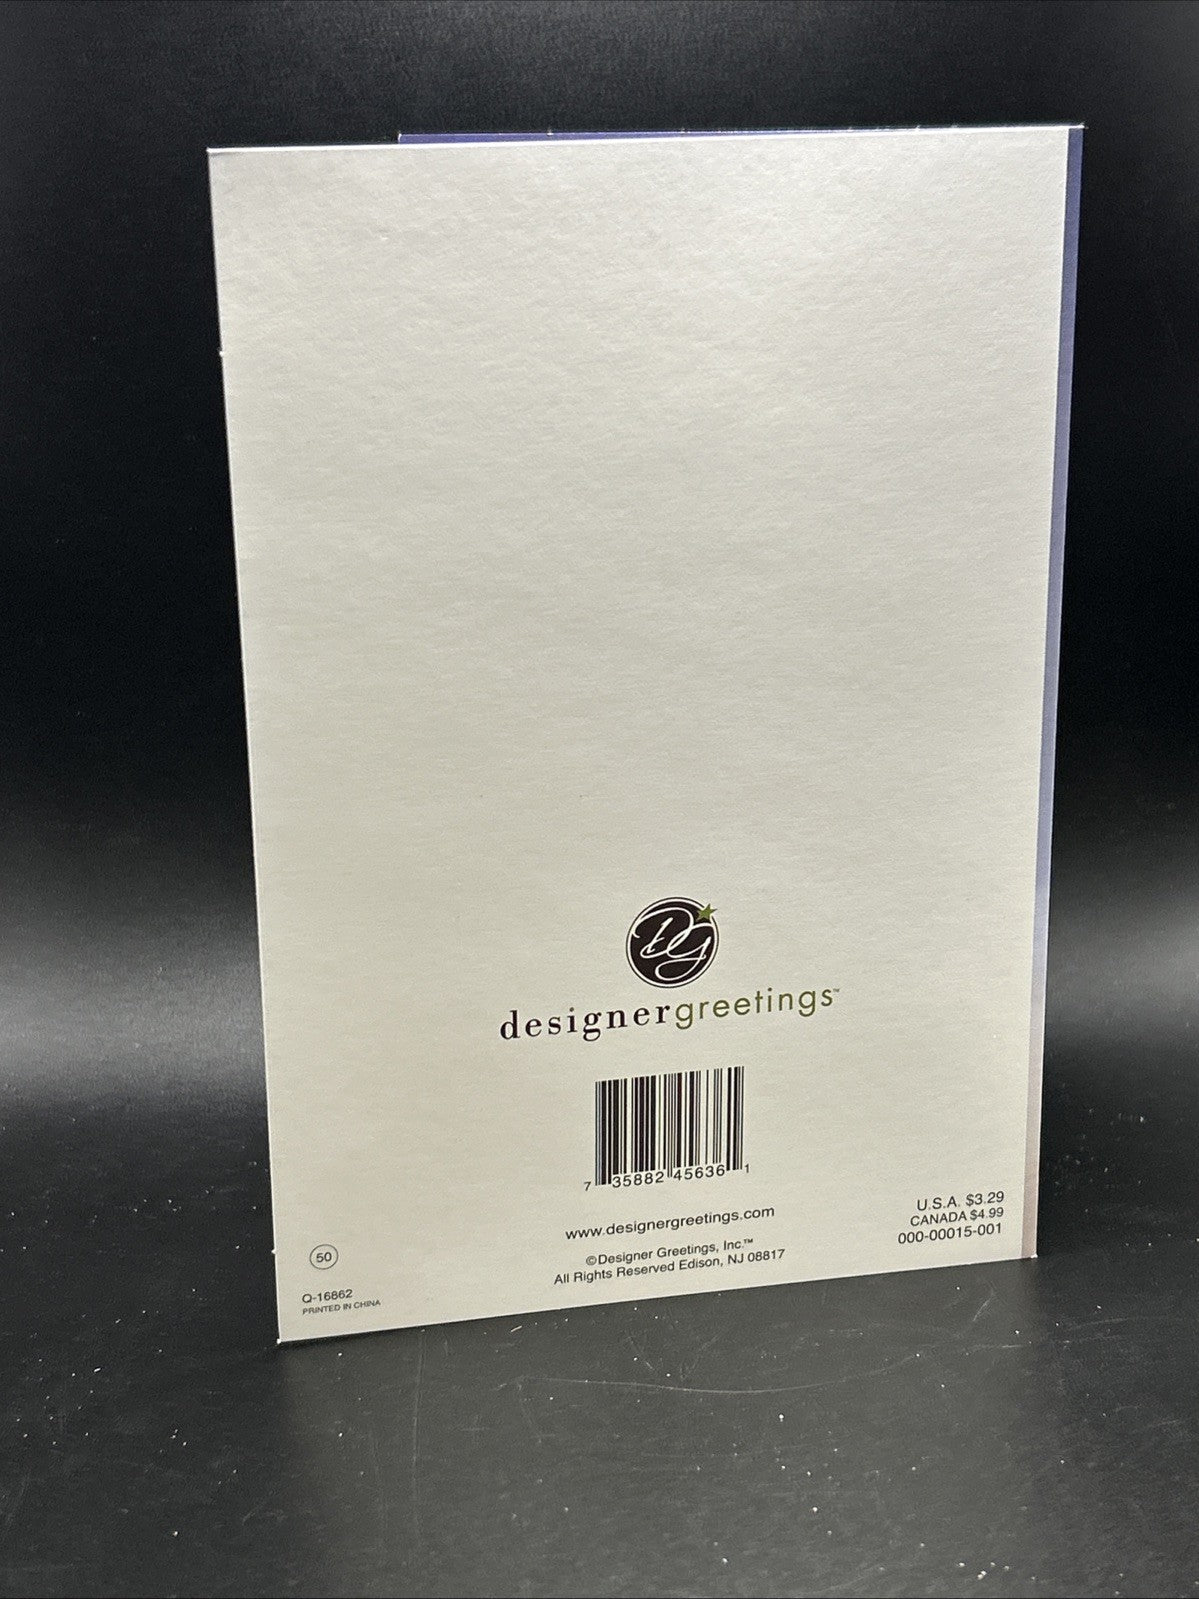 DG
designergreetings™
7 35882 45636 1
www.designergreetings.com
©Designer Greetings, Inc.™
All Rights Reserved Edison, NJ 08817
U.S.A. $3.29
CANADA $4.99
000-00015-001
50
Q-16862
PRINTED IN CHINA